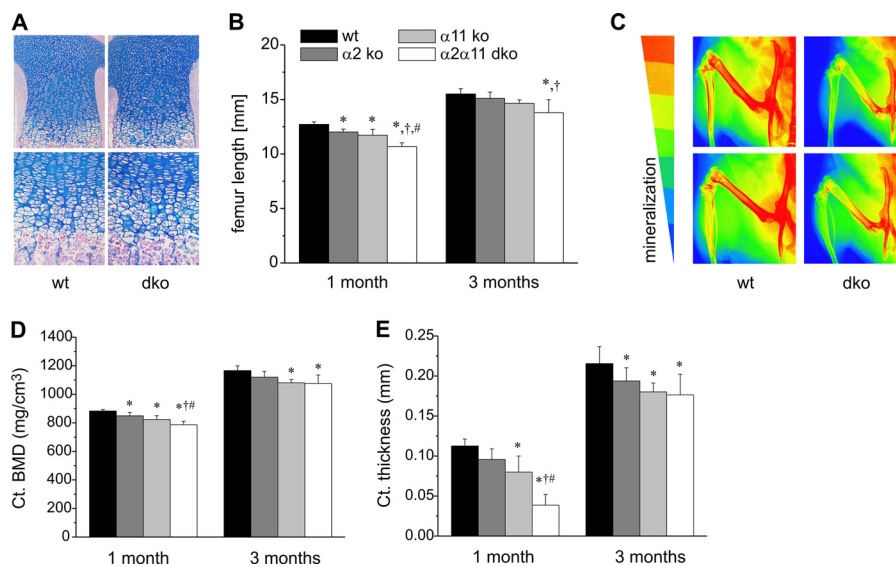 A
wt
dko
B
wt
α2 ko
α11 ko
α2α11 dko
femur length [mm]
20
15
10
5
0
*
*
*,†,#
*,†
1 month
3 months
C
mineralization
wt
dko
D
Ct. BMD (mg/cm³)
1400
1200
1000
800
600
400
200
0
*
*
*†#
*
*
1 month
3 months
E
Ct. thickness (mm)
0.25
0.20
0.15
0.10
0.05
0.00
*
*†#
*
*
*
1 month
3 months